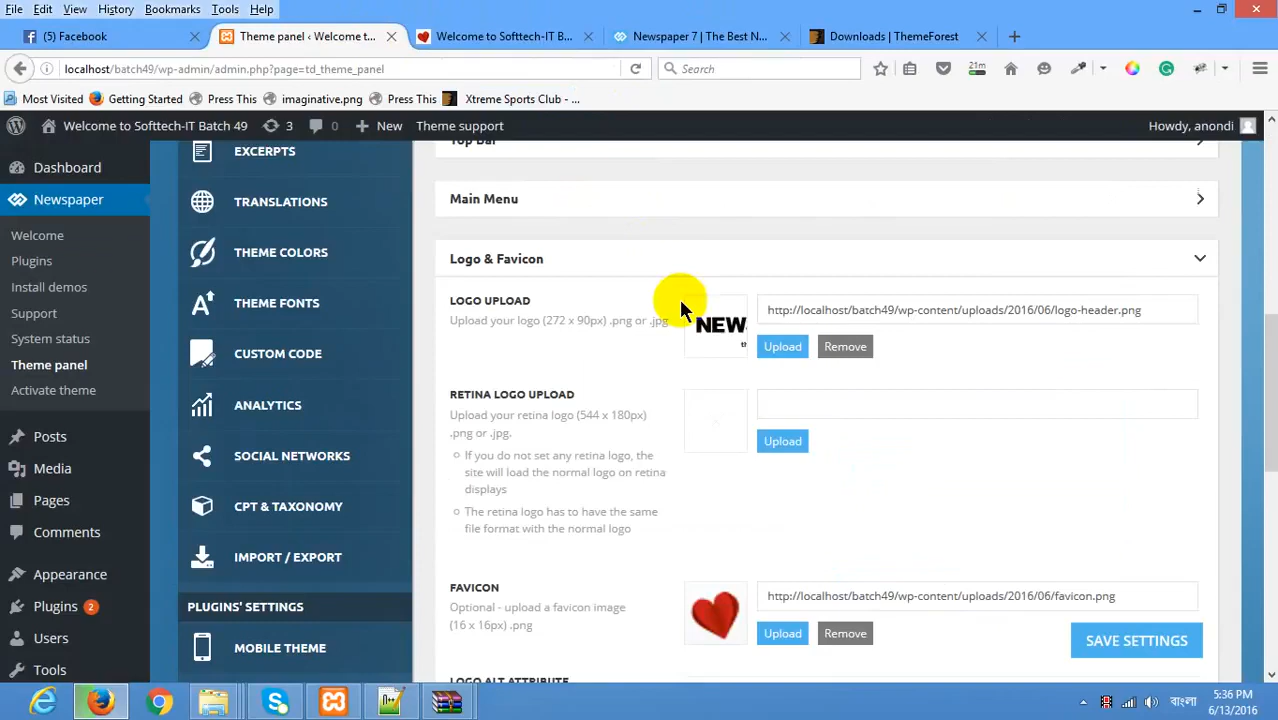 File Edit View History Bookmarks Tools Help
(5) Facebook
Theme panel ‹ Welcome t...
Welcome to Softtech-IT B...
Newspaper 7 | The Best N...
Downloads | ThemeForest
localhost/batch49/wp-admin/admin.php?page=td_theme_panel
Search
21m
Most Visited Getting Started Press This imaginative.png Press This Xtreme Sports Club - ...
Welcome to Softtech-IT Batch 49 3 0 New Theme support Howdy, anondi
Dashboard
Newspaper
Welcome
Plugins
Install demos
Support
System status
Theme panel
Activate theme
Posts
Media
Pages
Comments
Appearance
Plugins 2
Users
Tools
EXCERPTS
TRANSLATIONS
THEME COLORS
THEME FONTS
CUSTOM CODE
ANALYTICS
SOCIAL NETWORKS
CPT & TAXONOMY
IMPORT / EXPORT
PLUGINS' SETTINGS
MOBILE THEME
Top Bar
Main Menu
Logo & Favicon
LOGO UPLOAD
Upload your logo (272 x 90px) .png or .jpg
NEWS
th
http://localhost/batch49/wp-content/uploads/2016/06/logo-header.png
Upload Remove
RETINA LOGO UPLOAD
Upload your retina logo (544 x 180px)
.png or .jpg.
If you do not set any retina logo, the
site will load the normal logo on retina
displays
The retina logo has to have the same
file format with the normal logo
Upload
FAVICON
Optional - upload a favicon image
(16 x 16px) .png
http://localhost/batch49/wp-content/uploads/2016/06/favicon.png
Upload Remove
SAVE SETTINGS
LOGO ALT ATTRIBUTE
বাংলা
5:36 PM
6/13/2016